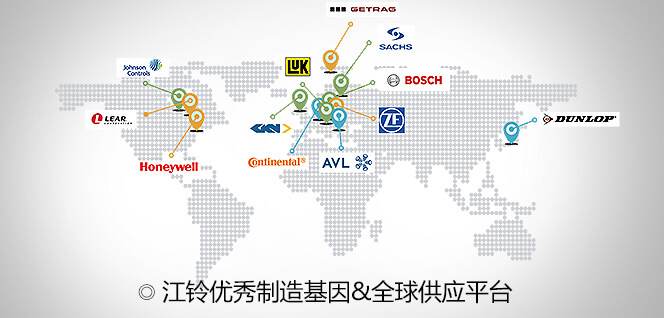 GETRAG
SACHS
Johnson
Controls
LUK
BOSCH
LEAR
CORPORATION
GKN
ZF
DUNLOP
Honeywell
Continental
AVL
江铃优秀制造基因&全球供应平台